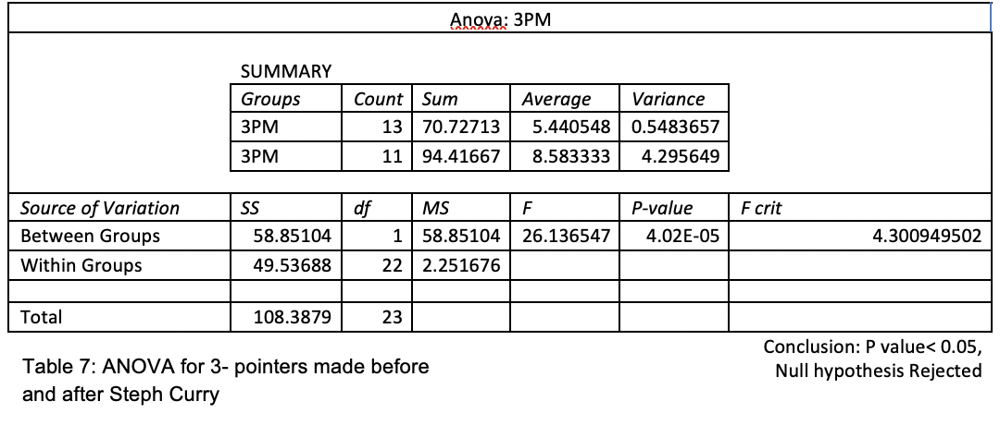 Anova: 3PM
SUMMARY
Groups Count Sum Average Variance
3PM 13 70.72713 5.440548 0.5483657
3PM 11 94.41667 8.583333 4.295649
Source of Variation SS df MS F P-value F crit
Between Groups 58.85104 1 58.85104 26.136547 4.02E-05 4.300949502
Within Groups 49.53688 22 2.251676
Total 108.3879 23
Conclusion: P value< 0.05,
Null hypothesis Rejected
Table 7: ANOVA for 3- pointers made before
and after Steph Curry